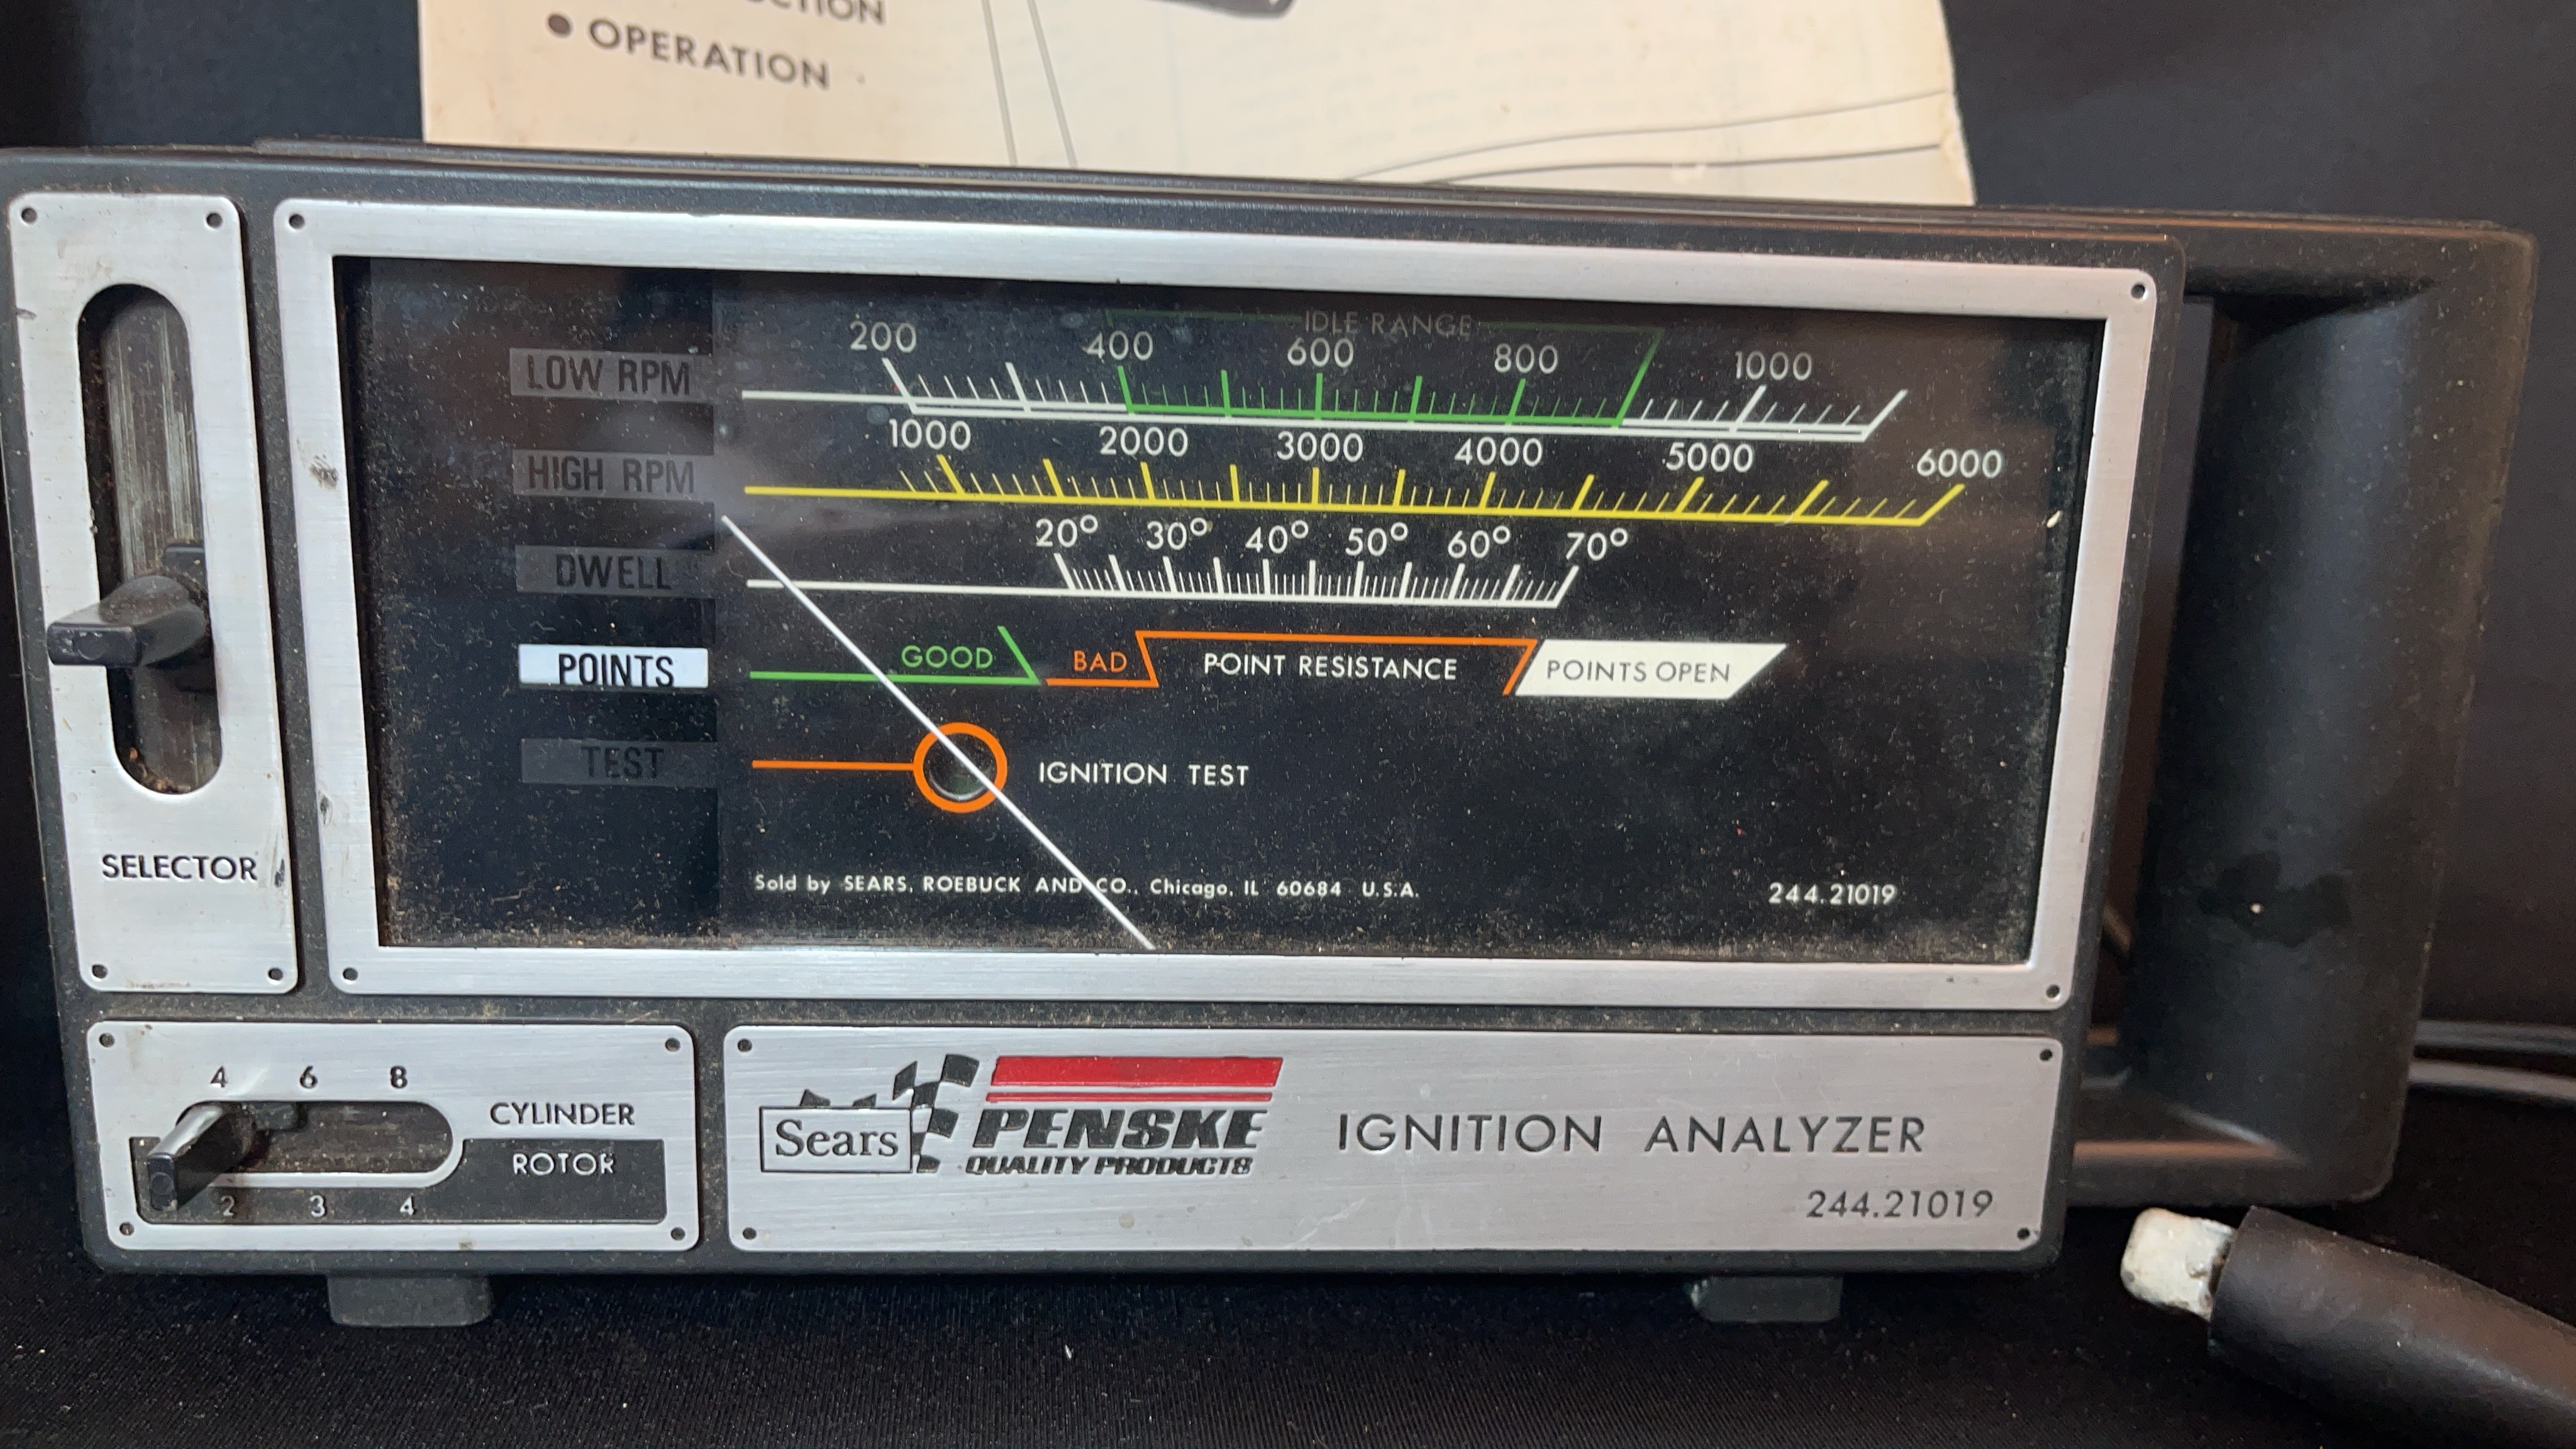 ● OPERATION
IDLE RANGE
200 400 600 800 1000
LOW RPM
1000 2000 3000 4000 5000 6000
HIGH RPM
20° 30° 40° 50° 60° 70°
DWELL
POINTS GOOD BAD POINT RESISTANCE POINTS OPEN
TEST IGNITION TEST
SELECTOR
Sold by SEARS, ROEBUCK AND CO., Chicago, IL 60684 U.S.A. 244.21019
4 6 8
CYLINDER
ROTOR
2 3 4
Sears
PENSKE
QUALITY PRODUCTS
IGNITION ANALYZER
244.21019